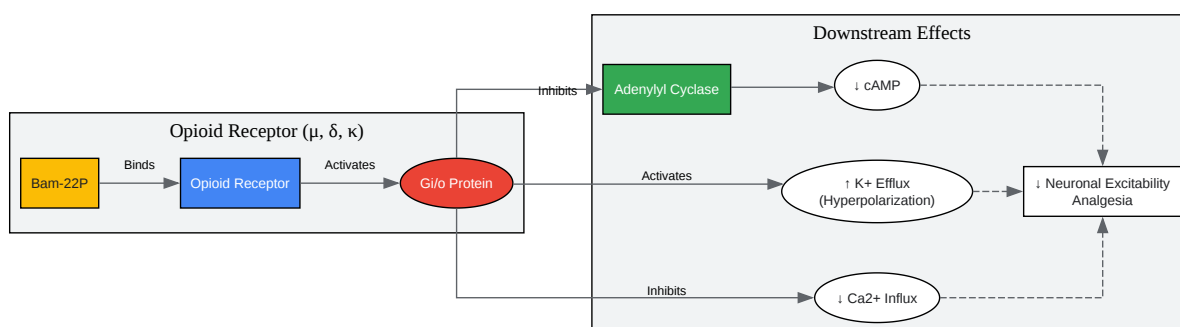 Downstream Effects
Inhibits
Adenylyl Cyclase
↓ cAMP
Opioid Receptor (μ, δ, κ)
Bam-22P
Binds
Opioid Receptor
Activates
Gi/o Protein
Activates
↑ K+ Efflux
(Hyperpolarization)
↓ Neuronal Excitability
Analgesia
Inhibits
↓ Ca2+ Influx